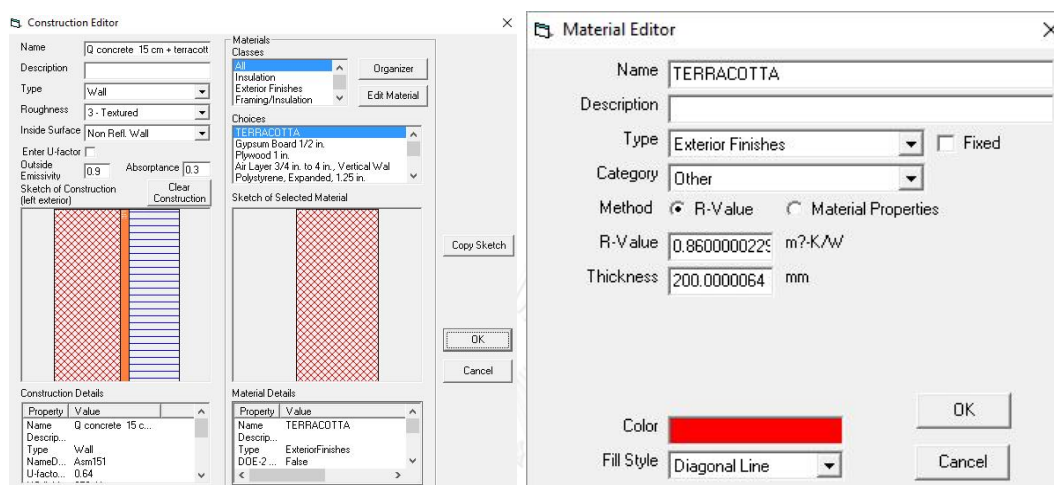 Construction Editor
Name Q concrete 15 cm + terracott
Description
Type Wall
Roughness 3 - Textured
Inside Surface Non Refl. Wall
Enter U-factor
Outside Emissivity 0.9 Absorptance 0.3
Sketch of Construction (left exterior)
Clear Construction
Construction Details
Property Value
Name Q concrete 15 c...
Descrip...
Type Wall
NameD... Asm151
U-facto... 0.64
Materials
Classes
All
Insulation
Exterior Finishes
Framing/Insulation
Organizer
Edit Material
Choices
TERRACOTTA
Gypsum Board 1/2 in.
Plywood 1 in.
Air Layer 3/4 in. to 4 in., Vertical Wal
Polystyrene, Expanded, 1.25 in.
Sketch of Selected Material
Material Details
Property Value
Name TERRACOTTA
Descrip...
Type ExteriorFinishes
DOE-2 ... False
Copy Sketch
OK
Cancel
Material Editor
Name TERRACOTTA
Description
Type Exterior Finishes Fixed
Category Other
Method R-Value Material Properties
R-Value 0.8600000229 m?-K/W
Thickness 200.0000064 mm
Color
Fill Style Diagonal Line
OK
Cancel